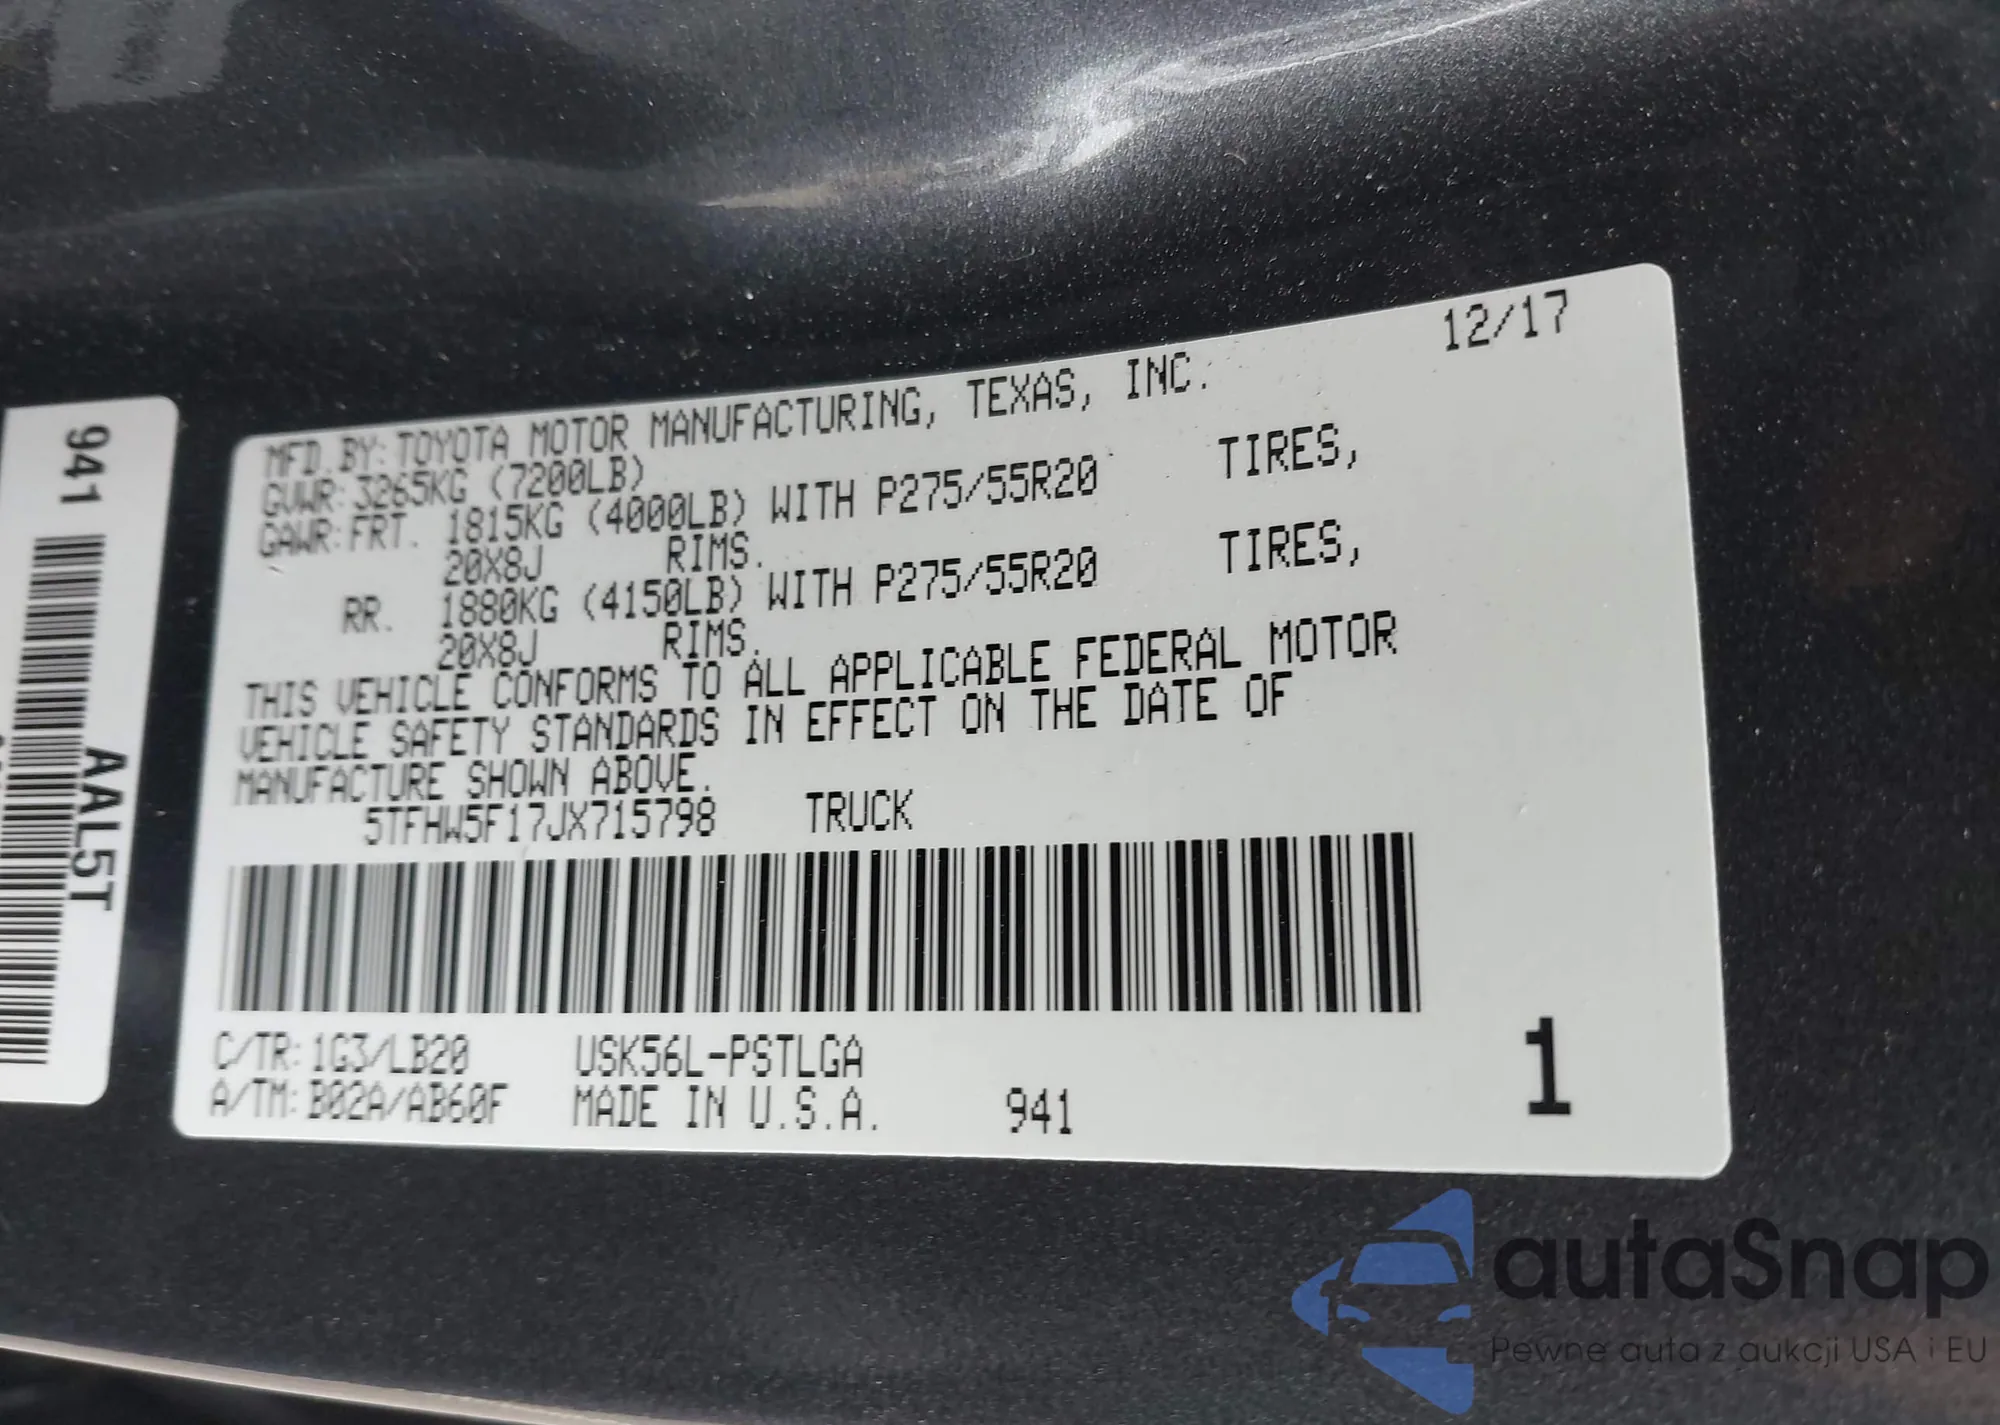 12/17
MFD.BY:TOYOTA MOTOR MANUFACTURING, TEXAS, INC.
GVWR:3265KG (7200LB)
GAWR:FRT. 1815KG (4000LB) WITH P275/55R20 TIRES,
20X8J RIMS.
RR. 1880KG (4150LB) WITH P275/55R20 TIRES,
20X8J RIMS.
THIS VEHICLE CONFORMS TO ALL APPLICABLE FEDERAL MOTOR
VEHICLE SAFETY STANDARDS IN EFFECT ON THE DATE OF
MANUFACTURE SHOWN ABOVE.
5TFHW5F17JX715798 TRUCK
C/TR:1G3/LB20 USK56L-PSTLGA
A/TM:B02A/AB60F MADE IN U.S.A. 941
1
941
AAL5T
autaSnap
Pewne auta z aukcji USA i EU